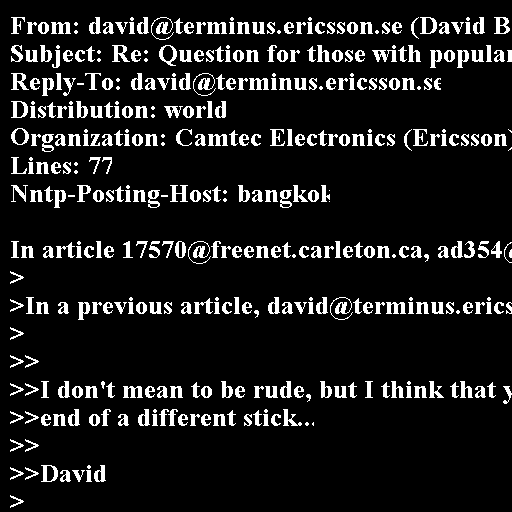 From: david@terminus.ericsson.se (David B
Subject: Re: Question for those with popular
Reply-To: david@terminus.ericsson.se
Distribution: world
Organization: Camtec Electronics (Ericsson)
Lines: 77
Nntp-Posting-Host: bangkok

In article 17570@freenet.carleton.ca, ad354@
>
>In a previous article, david@terminus.erics
>
>>
>>I don't mean to be rude, but I think that y
>>end of a different stick...
>>
>>David
>